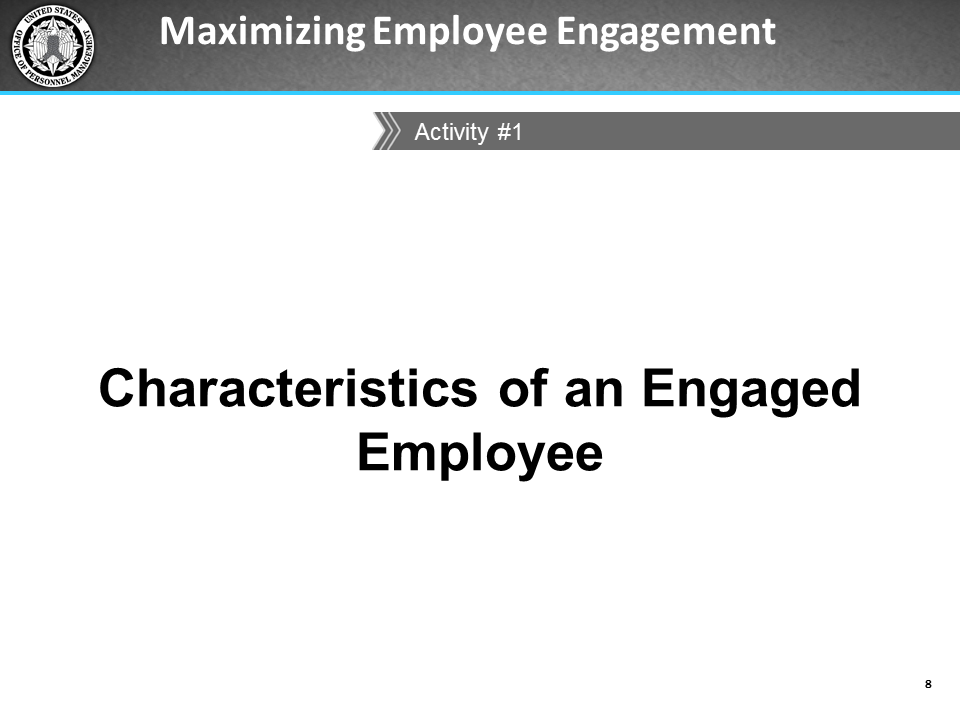 Maximizing Employee Engagement
UNITED STATES
OFFICE OF PERSONNEL MANAGEMENT
Activity #1
Characteristics of an Engaged
Employee
8